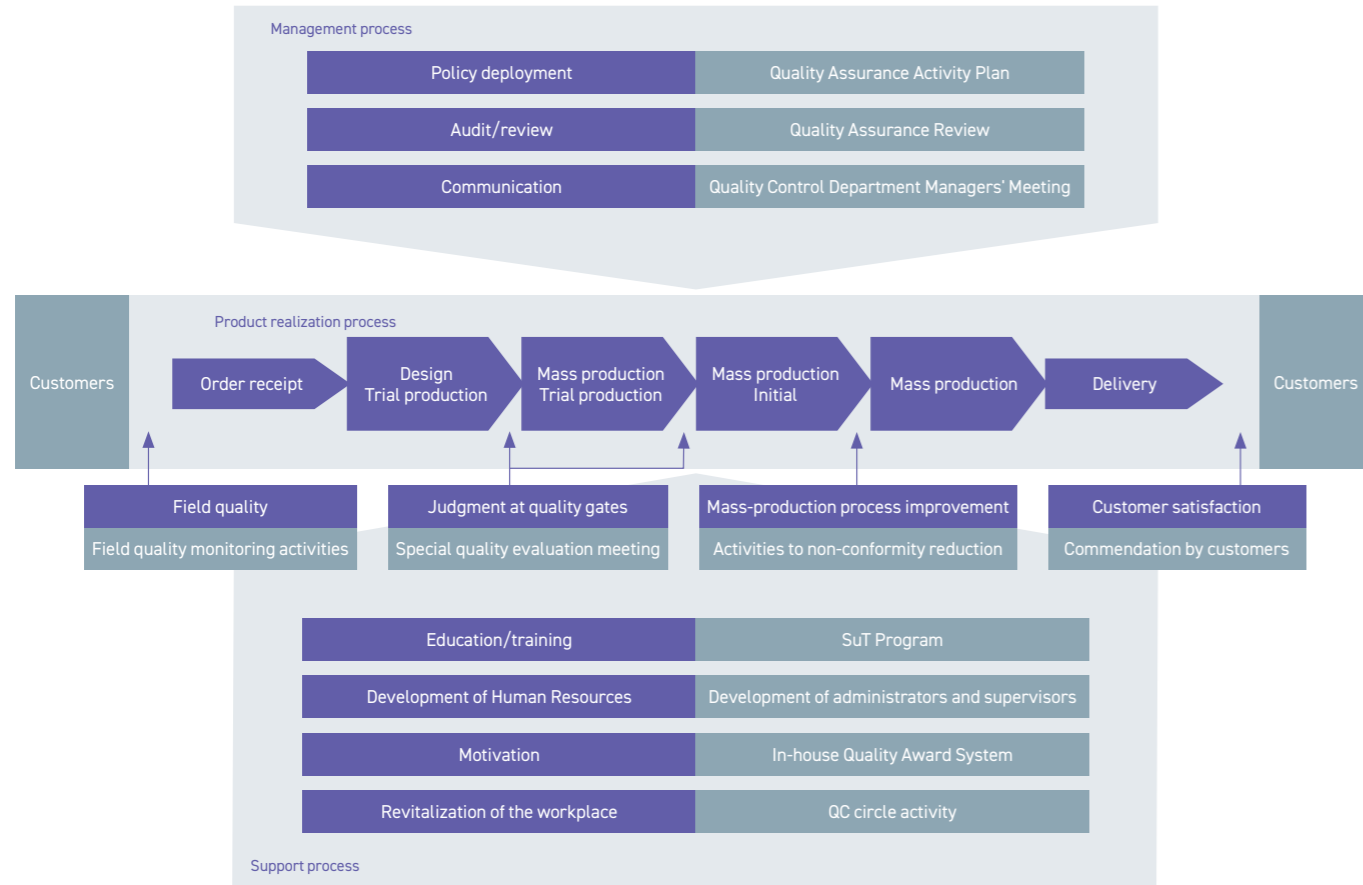 Management process
Policy deployment
Quality Assurance Activity Plan
Audit/review
Quality Assurance Review
Communication
Quality Control Department Managers' Meeting
Customers
Product realization process
Order receipt
Design
Trial production
Mass production
Trial production
Mass production
Initial
Mass production
Delivery
Customers
Field quality
Field quality monitoring activities
Judgment at quality gates
Special quality evaluation meeting
Mass-production process improvement
Activities to non-conformity reduction
Customer satisfaction
Commendation by customers
Education/training
SuT Program
Development of Human Resources
Development of administrators and supervisors
Motivation
In-house Quality Award System
Revitalization of the workplace
QC circle activity
Support process